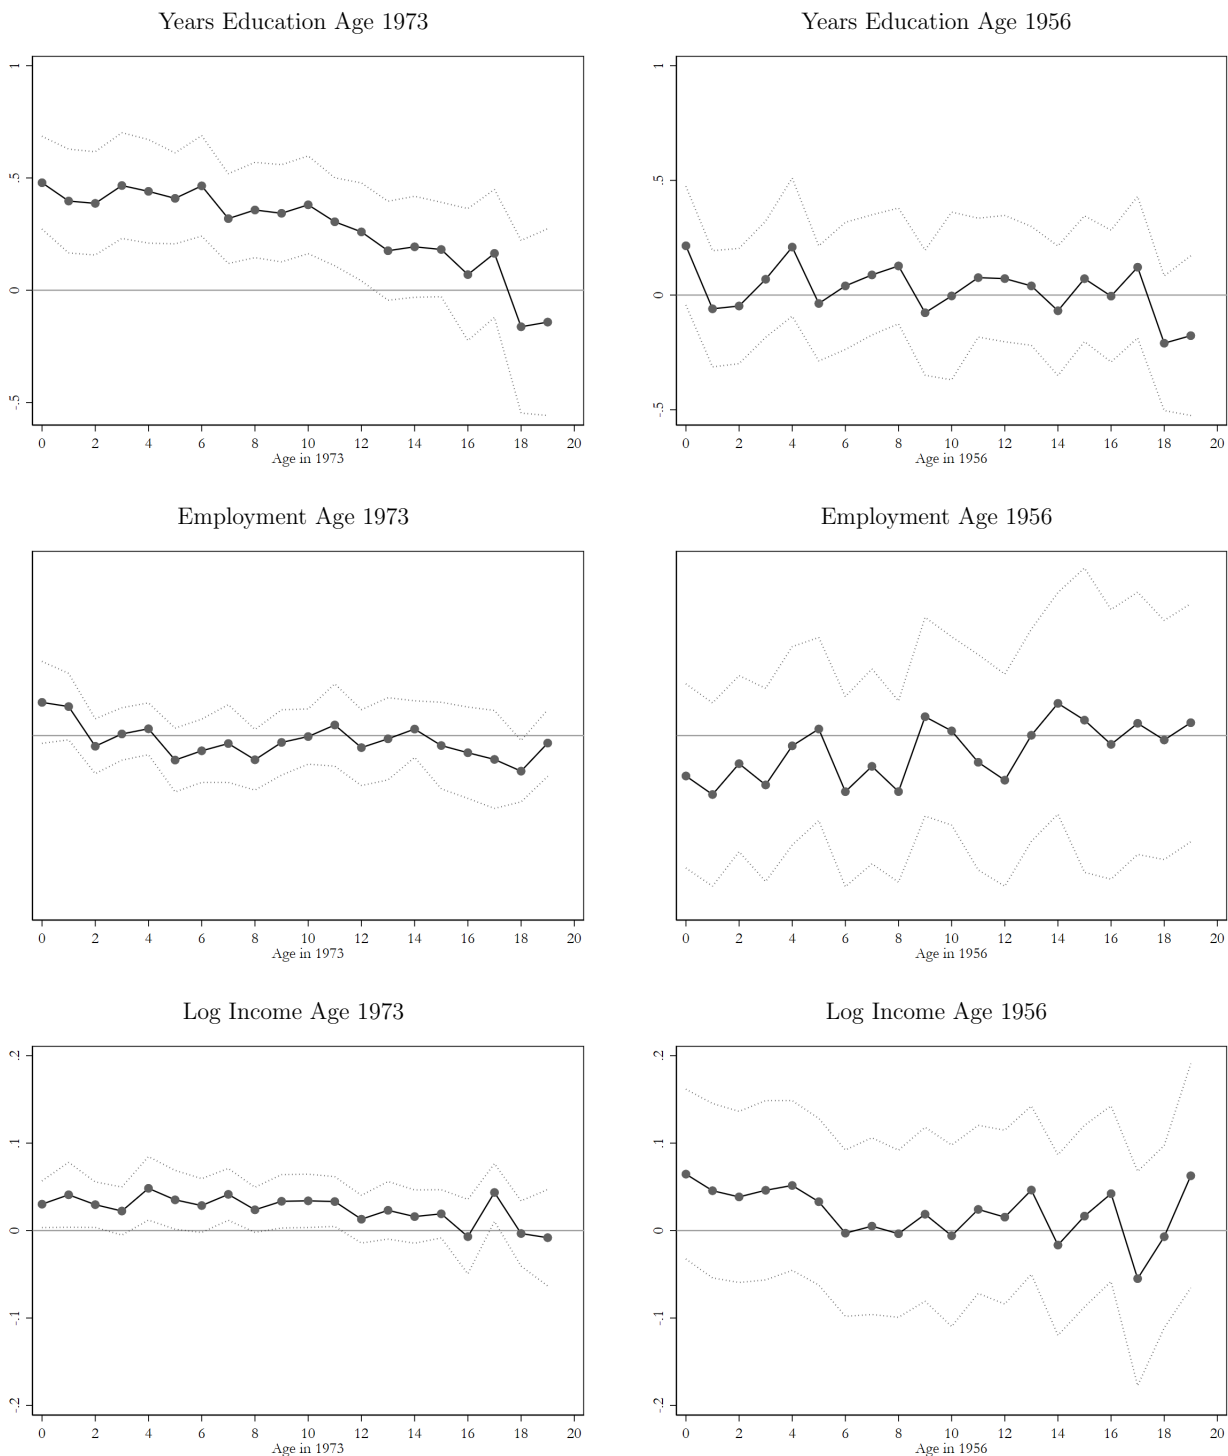 Years Education Age 1973
1
.5
0
-.5
0 2 4 6 8 10 12 14 16 18 20
Age in 1973
Years Education Age 1956
1
.5
0
-.5
0 2 4 6 8 10 12 14 16 18 20
Age in 1956
Employment Age 1973
0 2 4 6 8 10 12 14 16 18 20
Age in 1973
Employment Age 1956
0 2 4 6 8 10 12 14 16 18 20
Age in 1956
Log Income Age 1973
.2
.1
0
-.1
-.2
0 2 4 6 8 10 12 14 16 18 20
Age in 1973
Log Income Age 1956
.2
.1
0
-.1
-.2
0 2 4 6 8 10 12 14 16 18 20
Age in 1956